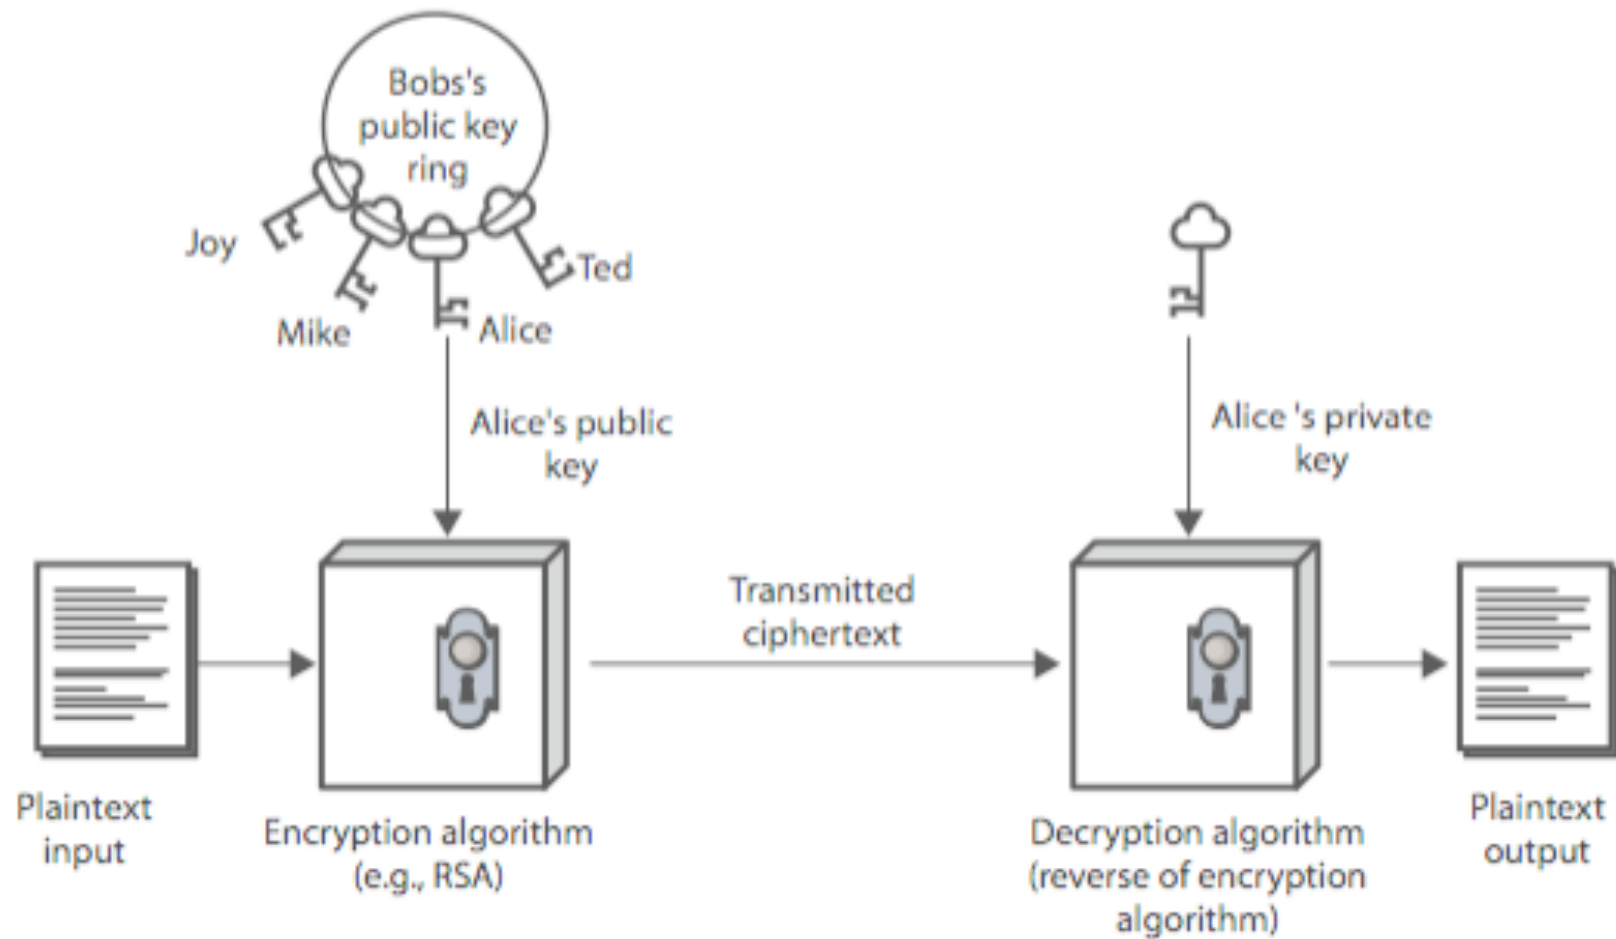 Bobs's
public key
ring
Joy
Ted
Mike
Alice
Alice's public
key
Alice 's private
key
Transmitted
ciphertext
Plaintext
input
Encryption algorithm
(e.g., RSA)
Decryption algorithm
(reverse of encryption
algorithm)
Plaintext
output